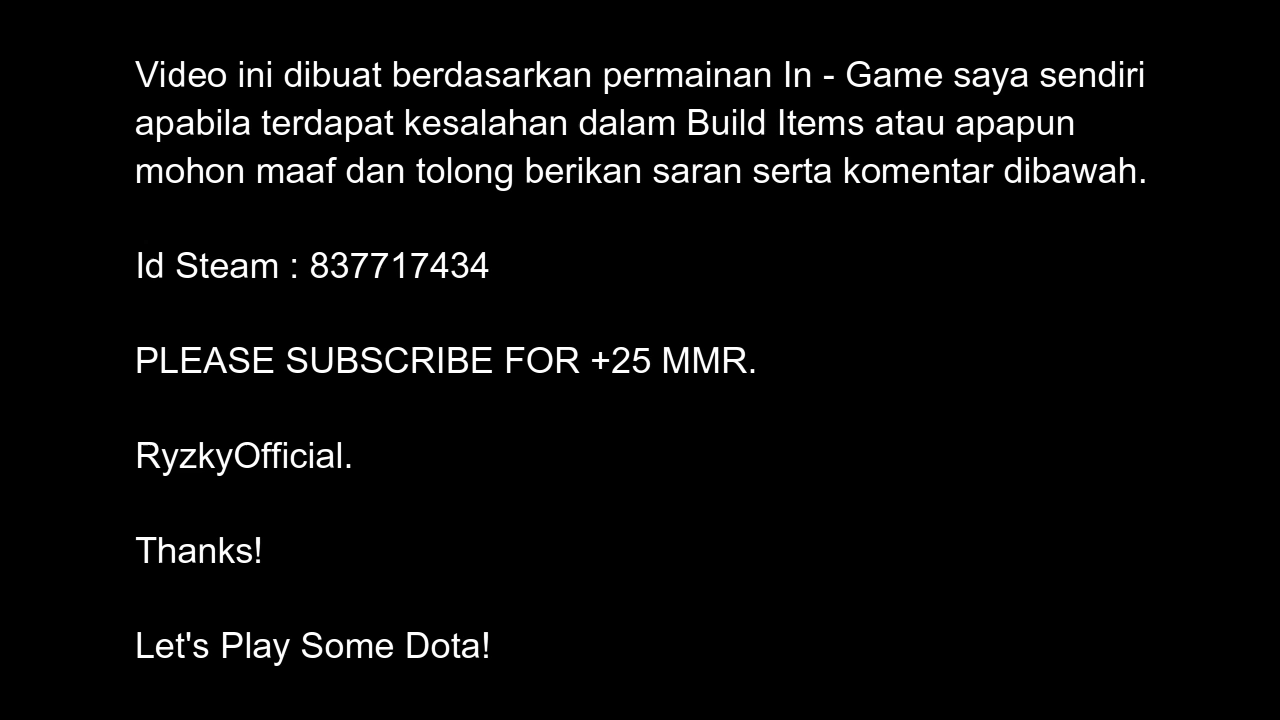 Video ini dibuat berdasarkan permainan In - Game saya sendiri
apabila terdapat kesalahan dalam Build Items atau apapun
mohon maaf dan tolong berikan saran serta komentar dibawah.
Id Steam : 837717434
PLEASE SUBSCRIBE FOR +25 MMR.
RyzkyOfficial.
Thanks!
Let's Play Some Dota!